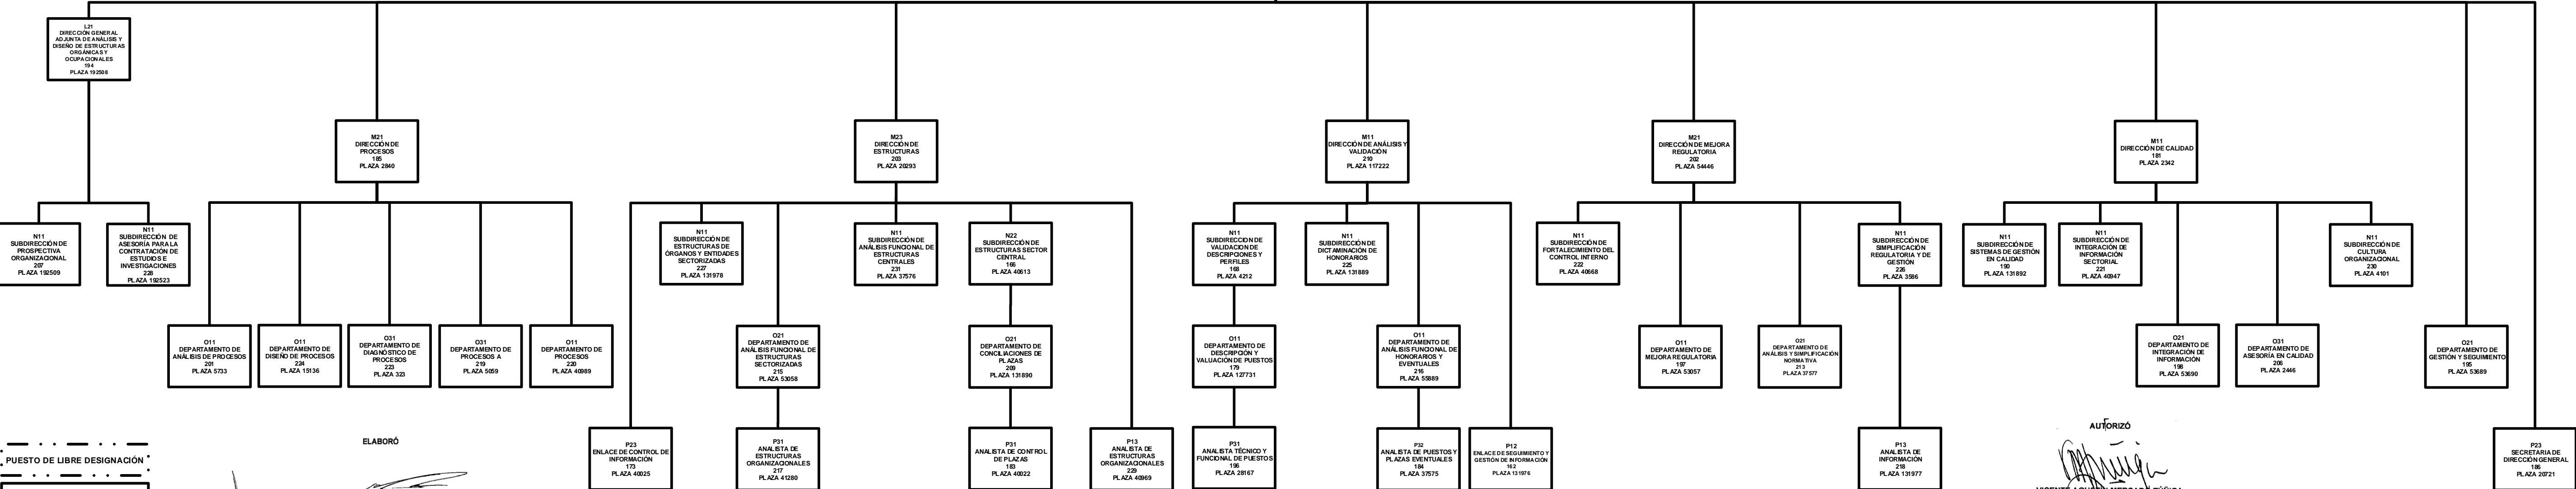 L21
DIRECCIÓN GENERAL
ADJUNTA DE ANÁLISIS Y
DISEÑO DE ESTRUCTURAS
ORGÁNICAS Y
OCUPACIONALES
194
PLAZA 192508
M21
DIRECCIÓN DE
PROCESOS
185
PLAZA 2840
M23
DIRECCIÓN DE
ESTRUCTURAS
203
PLAZA 20293
M11
DIRECCIÓN DE ANÁLISIS Y
VALIDACIÓN
210
PLAZA 117222
M21
DIRECCIÓN DE MEJORA
REGULATORIA
202
PLAZA 54446
M11
DIRECCIÓN DE CALIDAD
181
PLAZA 2342
N11
SUBDIRECCIÓN DE
PROSPECTIVA
ORGANIZACIONAL
207
PLAZA 192509
N11
SUBDIRECCIÓN DE
ASESORÍA PARA LA
CONTRATACIÓN DE
ESTUDIOS E
INVESTIGACIONES
228
PLAZA 192523
N11
SUBDIRECCIÓN DE
ESTRUCTURAS DE
ÓRGANOS Y ENTIDADES
SECTORIZADAS
227
PLAZA 131978
N11
SUBDIRECCIÓN DE
ANÁLISIS FUNCIONAL DE
ESTRUCTURAS
CENTRALES
231
PLAZA 37576
N22
SUBDIRECCIÓN DE
ESTRUCTURAS SECTOR
CENTRAL
166
PLAZA 40613
N11
SUBDIRECCION DE
VALIDACION DE
DESCRIPCIONES Y
PERFILES
168
PLAZA 4212
N11
SUBDIRECCIÓN DE
DICTAMINACIÓN DE
HONORARIOS
225
PLAZA 131889
N11
SUBDIRECCIÓN DE
FORTALECIMIENTO DEL
CONTROL INTERNO
222
PLAZA 40668
N11
SUBDIRECCIÓN DE
SIMPLIFICACIÓN
REGULATORIA Y DE
GESTIÓN
226
PLAZA 3586
N11
SUBDIRECCIÓN DE
SISTEMAS DE GESTIÓN
EN CALIDAD
190
PLAZA 131892
N11
SUBDIRECCIÓN DE
INTEGRACIÓN DE
INFORMACIÓN
SECTORIAL
221
PLAZA 40947
N11
SUBDIRECCIÓN DE
CULTURA
ORGANIZACIONAL
230
PLAZA 4101
O11
DEPARTAMENTO DE
ANÁLISIS DE PROCESOS
201
PLAZA 5733
O11
DEPARTAMENTO DE
DISEÑO DE PROCESOS
224
PLAZA 15136
O31
DEPARTAMENTO DE
DIAGNÓSTICO DE
PROCESOS
223
PLAZA 323
O31
DEPARTAMENTO DE
PROCESOS A
219
PLAZA 5059
O11
DEPARTAMENTO DE
PROCESOS
220
PLAZA 40989
O21
DEPARTAMENTO DE
ANÁLISIS FUNCIONAL DE
ESTRUCTURAS
SECTORIZADAS
215
PLAZA 53058
O21
DEPARTAMENTO DE
CONCILIACIONES DE
PLAZAS
209
PLAZA 131890
O11
DEPARTAMENTO DE
DESCRIPCIÓN Y
VALUACIÓN DE PUESTOS
179
PLAZA 127731
O11
DEPARTAMENTO DE
ANÁLISIS FUNCIONAL DE
HONORARIOS Y
EVENTUALES
216
PLAZA 55889
O11
DEPARTAMENTO DE
MEJORA REGULATORIA
197
PLAZA 53057
O21
DEPARTAMENTO DE
ANÁLISIS Y SIMPLIFICACIÓN
NORMATIVA
213
PLAZA 37577
O21
DEPARTAMENTO DE
INTEGRACIÓN DE
INFORMACIÓN
198
PLAZA 53690
O31
DEPARTAMENTO DE
ASESORÍA EN CALIDAD
206
PLAZA 2446
O21
DEPARTAMENTO DE
GESTIÓN Y SEGUIMIENTO
195
PLAZA 53689
PUESTO DE LIBRE DESIGNACIÓN
ELABORÓ
P23
ENLACE DE CONTROL DE
INFORMACIÓN
173
PLAZA 40025
P31
ANALISTA DE
ESTRUCTURAS
ORGANIZACIONALES
217
PLAZA 41280
P31
ANALISTA DE CONTROL
DE PLAZAS
183
PLAZA 40022
P13
ANALISTA DE
ESTRUCTURAS
ORGANIZACIONALES
229
PLAZA 40969
P31
ANALISTA TÉCNICO Y
FUNCIONAL DE PUESTOS
196
PLAZA 28167
P32
ANALISTA DE PUESTOS Y
PLAZAS EVENTUALES
184
PLAZA 37575
P12
ENLACE DE SEGUIMIENTO Y
GESTIÓN DE INFORMACIÓN
162
PLAZA 131976
P13
ANALISTA DE
INFORMACIÓN
218
PLAZA 131977
AUTORIZÓ
P23
SECRETARIA DE
DIRECCIÓN GENERAL
186
PLAZA 20721